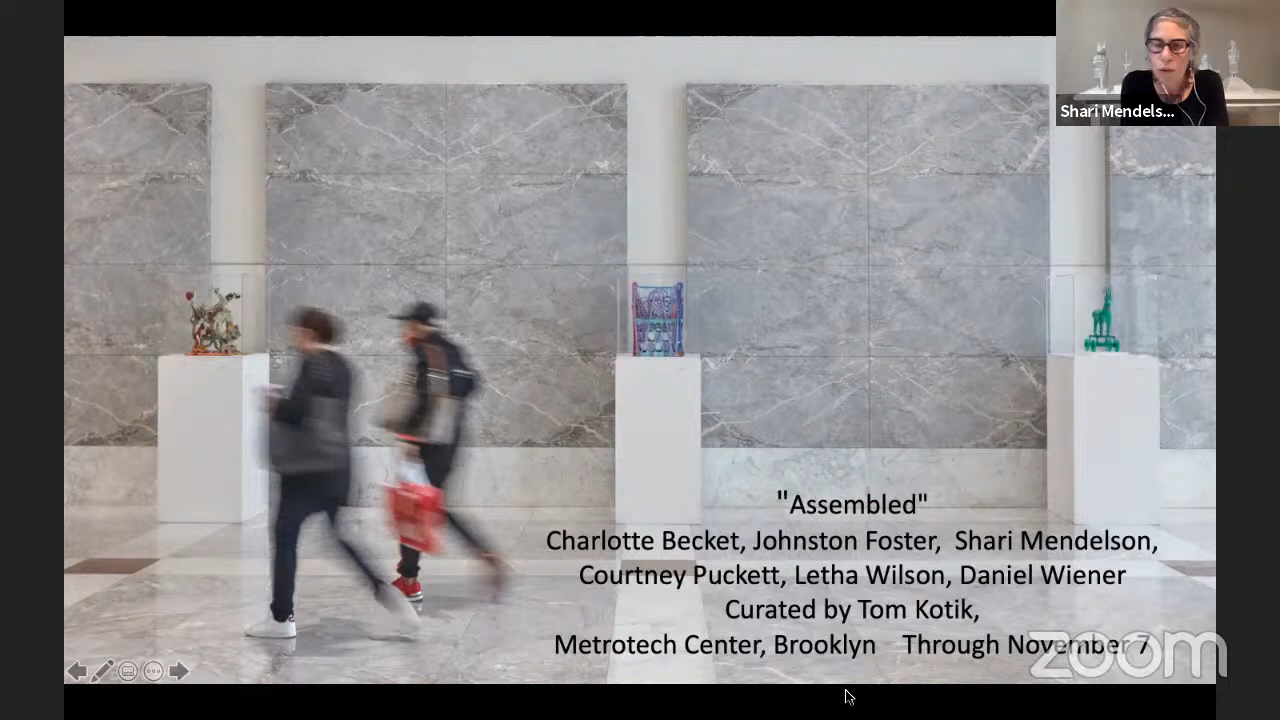 Shari Mendels...
"Assembled"
Charlotte Becket, Johnston Foster,  Shari Mendelson,
Courtney Puckett, Letha Wilson, Daniel Wiener
Curated by Tom Kotik,
Metrotech Center, Brooklyn    Through November 7
zoom